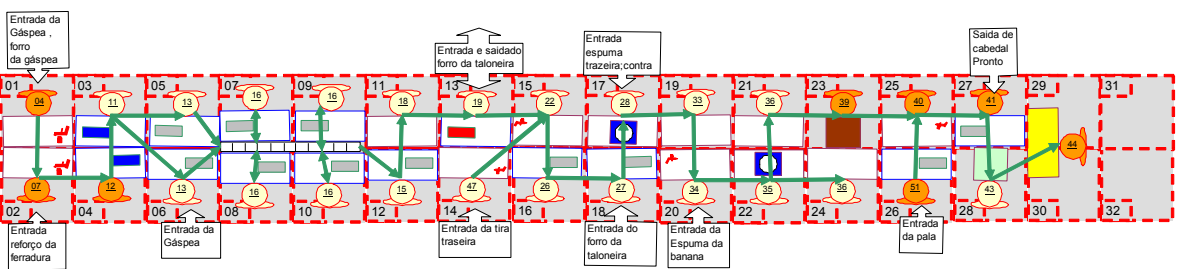 Entrada da
Gáspea ,
forro
da gáspea
Entrada e saidado
forro da taloneira
Entrada
espuma
trazeira;contra
Saida de
cabedal
Pronto
01
03
05
07
09
11
13
15
17
19
21
23
25
27
29
31
04
11
13
16
16
18
19
22
28
33
36
39
40
41
44
07
12
13
16
16
15
47
26
27
34
35
36
51
43
02
04
06
08
10
12
14
16
18
20
22
24
26
28
30
32
Entrada
reforço da
ferradura
Entrada da
Gáspea
Entrada da tira
traseira
Entrada do
forro da
taloneira
Entrada da
Espuma da
banana
Entrada
da pala